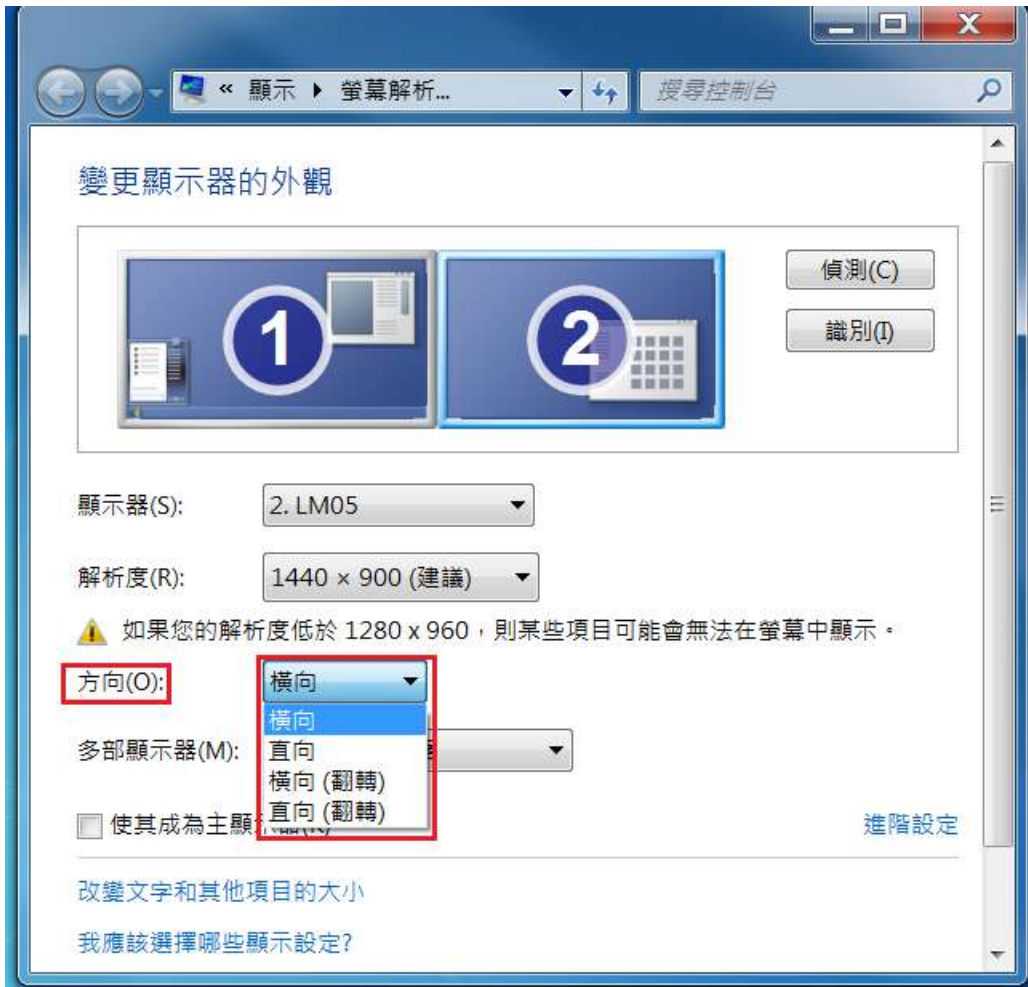 « 顯示 ▸ 螢幕解析...
搜尋控制台
變更顯示器的外觀
1
2
偵測(C)
識別(I)
顯示器(S): 2. LM05
解析度(R): 1440 × 900 (建議)
如果您的解析度低於 1280 x 960，則某些項目可能會無法在螢幕中顯示。
方向(O): 橫向
橫向
直向
橫向 (翻轉)
直向 (翻轉)
多部顯示器(M):
使其成為主顯
進階設定
改變文字和其他項目的大小
我應該選擇哪些顯示設定?